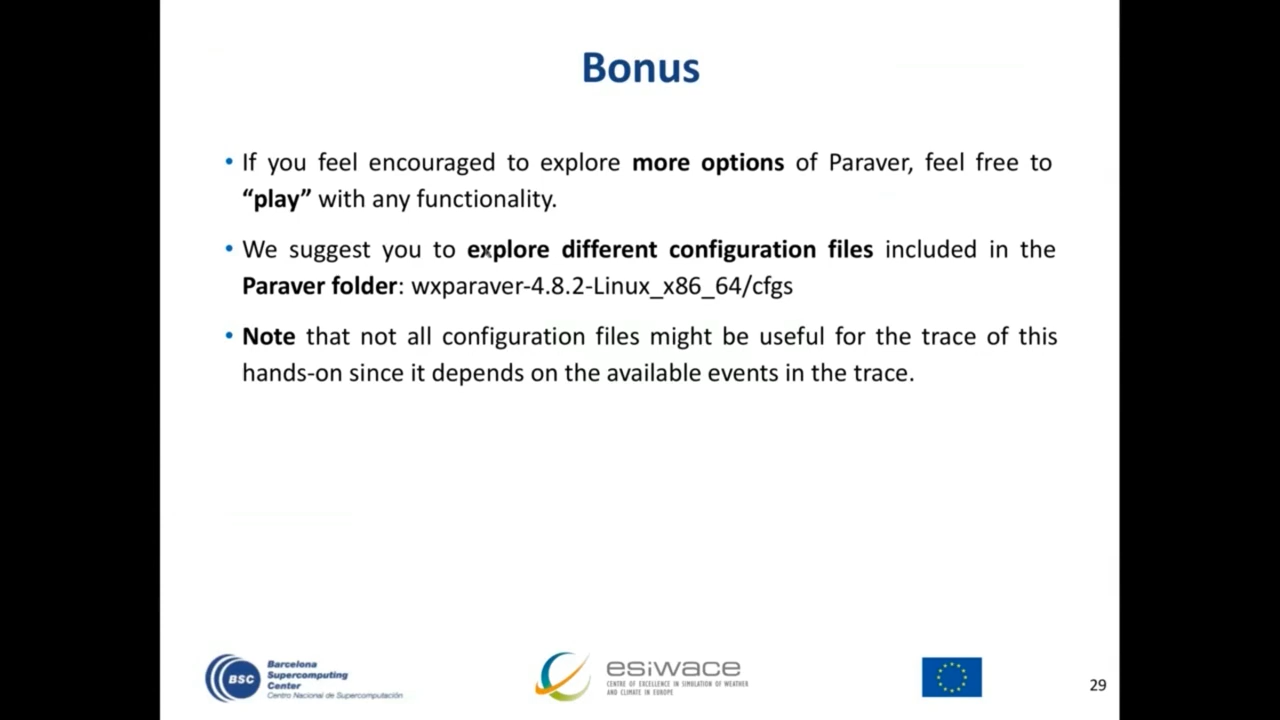 Bonus
• If you feel encouraged to explore more options of Paraver, feel free to
“play” with any functionality.
• We suggest you to explore different configuration files included in the
Paraver folder: wxparaver-4.8.2-Linux_x86_64/cfgs
• Note that not all configuration files might be useful for the trace of this
hands-on since it depends on the available events in the trace.
BSC
Barcelona
Supercomputing
Center
Centro Nacional de Supercomputación
esiwace
CENTRE OF EXCELLENCE IN SIMULATION OF WEATHER
AND CLIMATE IN EUROPE
29